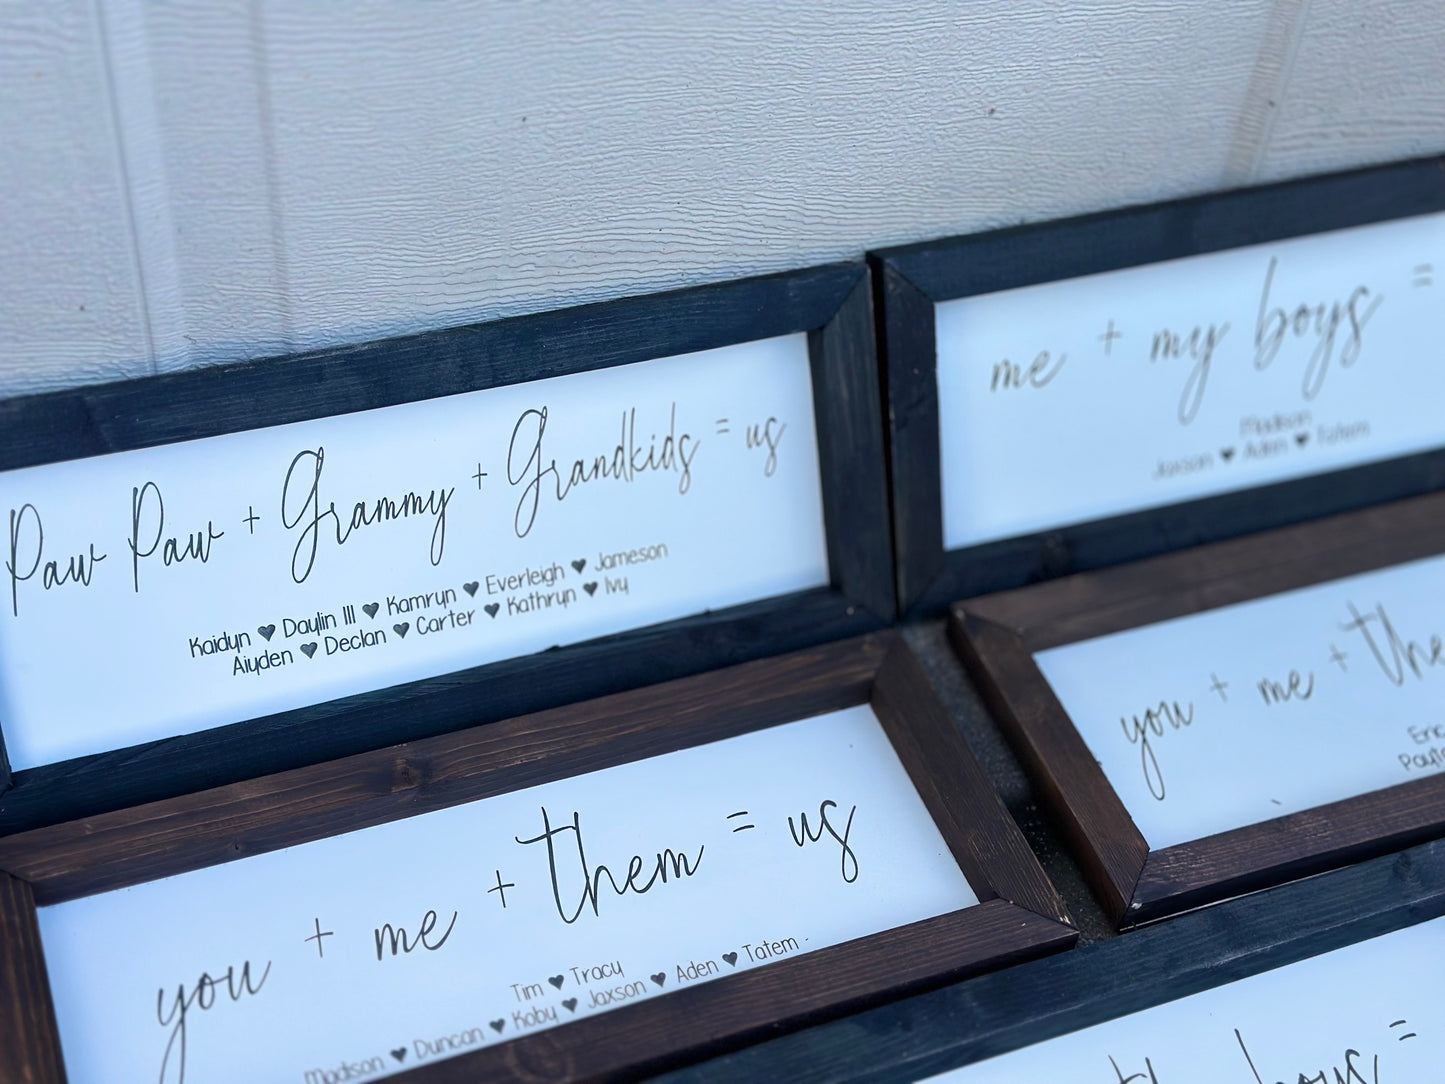 Paw Paw + Grammy + Grandkids = us
Kaidyn ♥ Daylin III ♥ Kamryn ♥ Everleigh ♥ Jameson
Aiyden ♥ Declan ♥ Carter ♥ Kathryn ♥ Ivy
me + my boys =
Madison
Jaxson ♥ Aden ♥ Tatem
you + me + them = us
Tim ♥ Tracy
Madison ♥ Duncan ♥ Koby ♥ Jaxson ♥ Aden ♥ Tatem
you + me + the
Eric
boys =